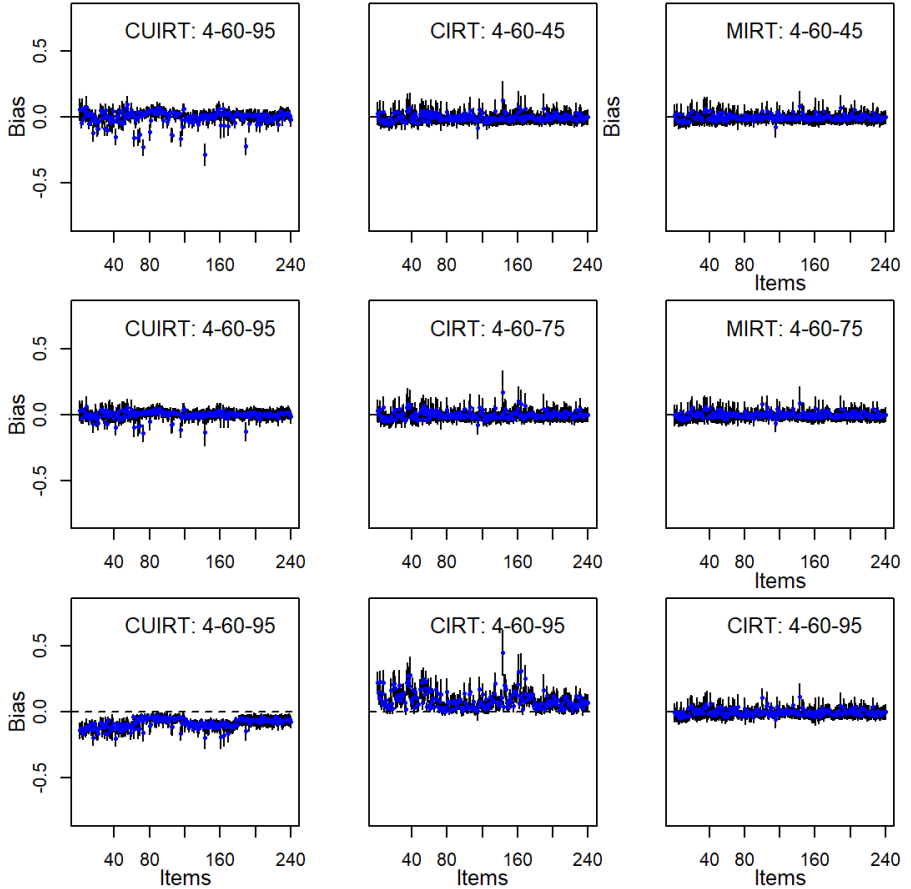 CUIRT: 4-60-95
CIRT: 4-60-45
MIRT: 4-60-45
0.5
0.0
-0.5
Bias
Bias
40 80 160 240
40 80 160 240
40 80 160 240
Items
CUIRT: 4-60-95
CIRT: 4-60-75
MIRT: 4-60-75
0.5
0.0
-0.5
Bias
40 80 160 240
40 80 160 240
40 80 160 240
Items
CUIRT: 4-60-95
CIRT: 4-60-95
CIRT: 4-60-95
0.5
0.0
-0.5
Bias
40 80 160 240
40 80 160 240
40 80 160 240
Items
Items
Items